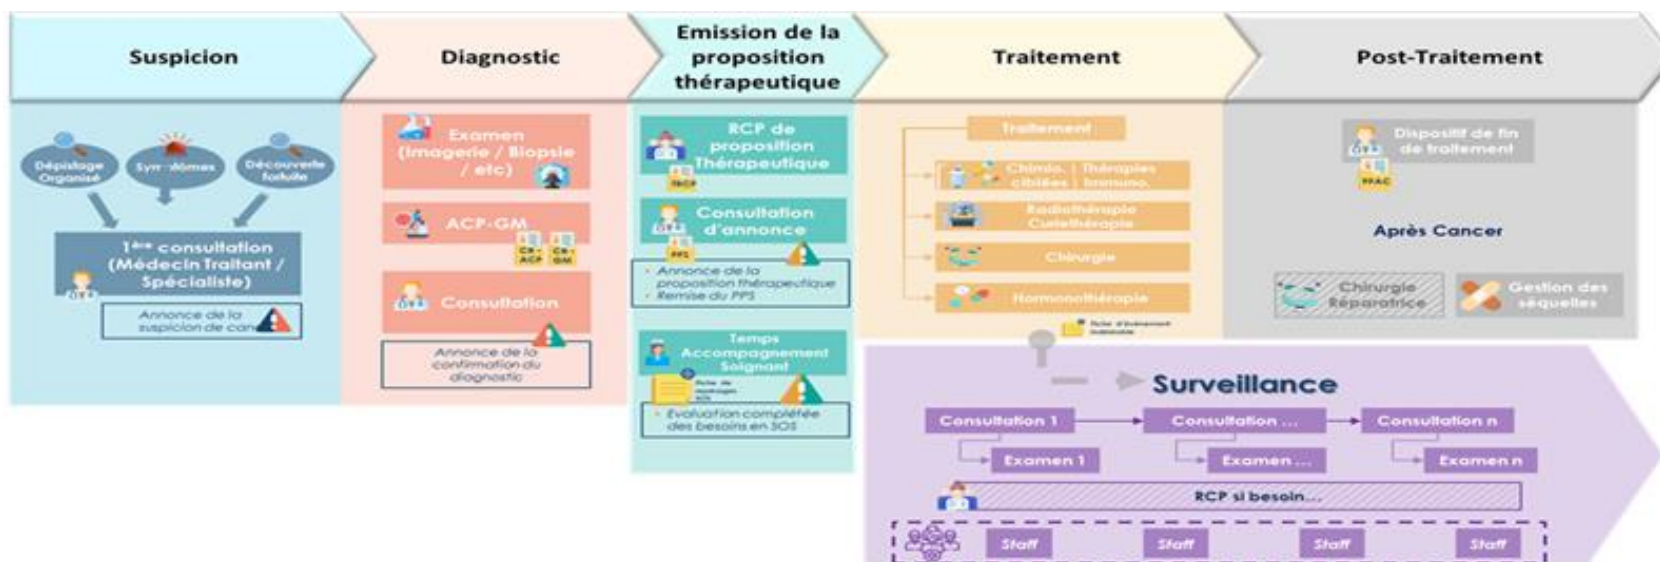 Suspicion
Diagnostic
Emission de la
proposition
thérapeutique
Traitement
Post-Traitement
Dépistage
Organisé
Découverte
fortuite
1ère consultation
(Médecin Traitant /
Spécialiste)
Annonce de la
suspicion de
Examen
(Imagerie / Biopsie
/ etc)
ACP-GM
CR-
ACP
CR-
GM
Consultation
Annonce de la
confirmation du
diagnostic
RCP de
proposition
Thérapeutique
Consultation
d'annonce
PPS
• Annonce de la
proposition thérapeutique
• Remise du PPS
Temps
Accompagnement
Soignant
Fiche de
SOS
• Evaluation complétée
des besoins en SOS
Traitement
Chimio. | Thérapies
ciblées | Immuno.
Radiothérapie
Curiethérapie
Chirurgie
Hormonothérapie
Fiche d'évènement
Dispositif de fin
de traitement
PPAC
Après Cancer
Chirurgie
Réparatrice
Gestion des
séquelles
Surveillance
Consultation 1
Consultation ...
Consultation n
Examen 1
Examen ...
Examen n
RCP si besoin...
Staff
Staff
Staff
Staff